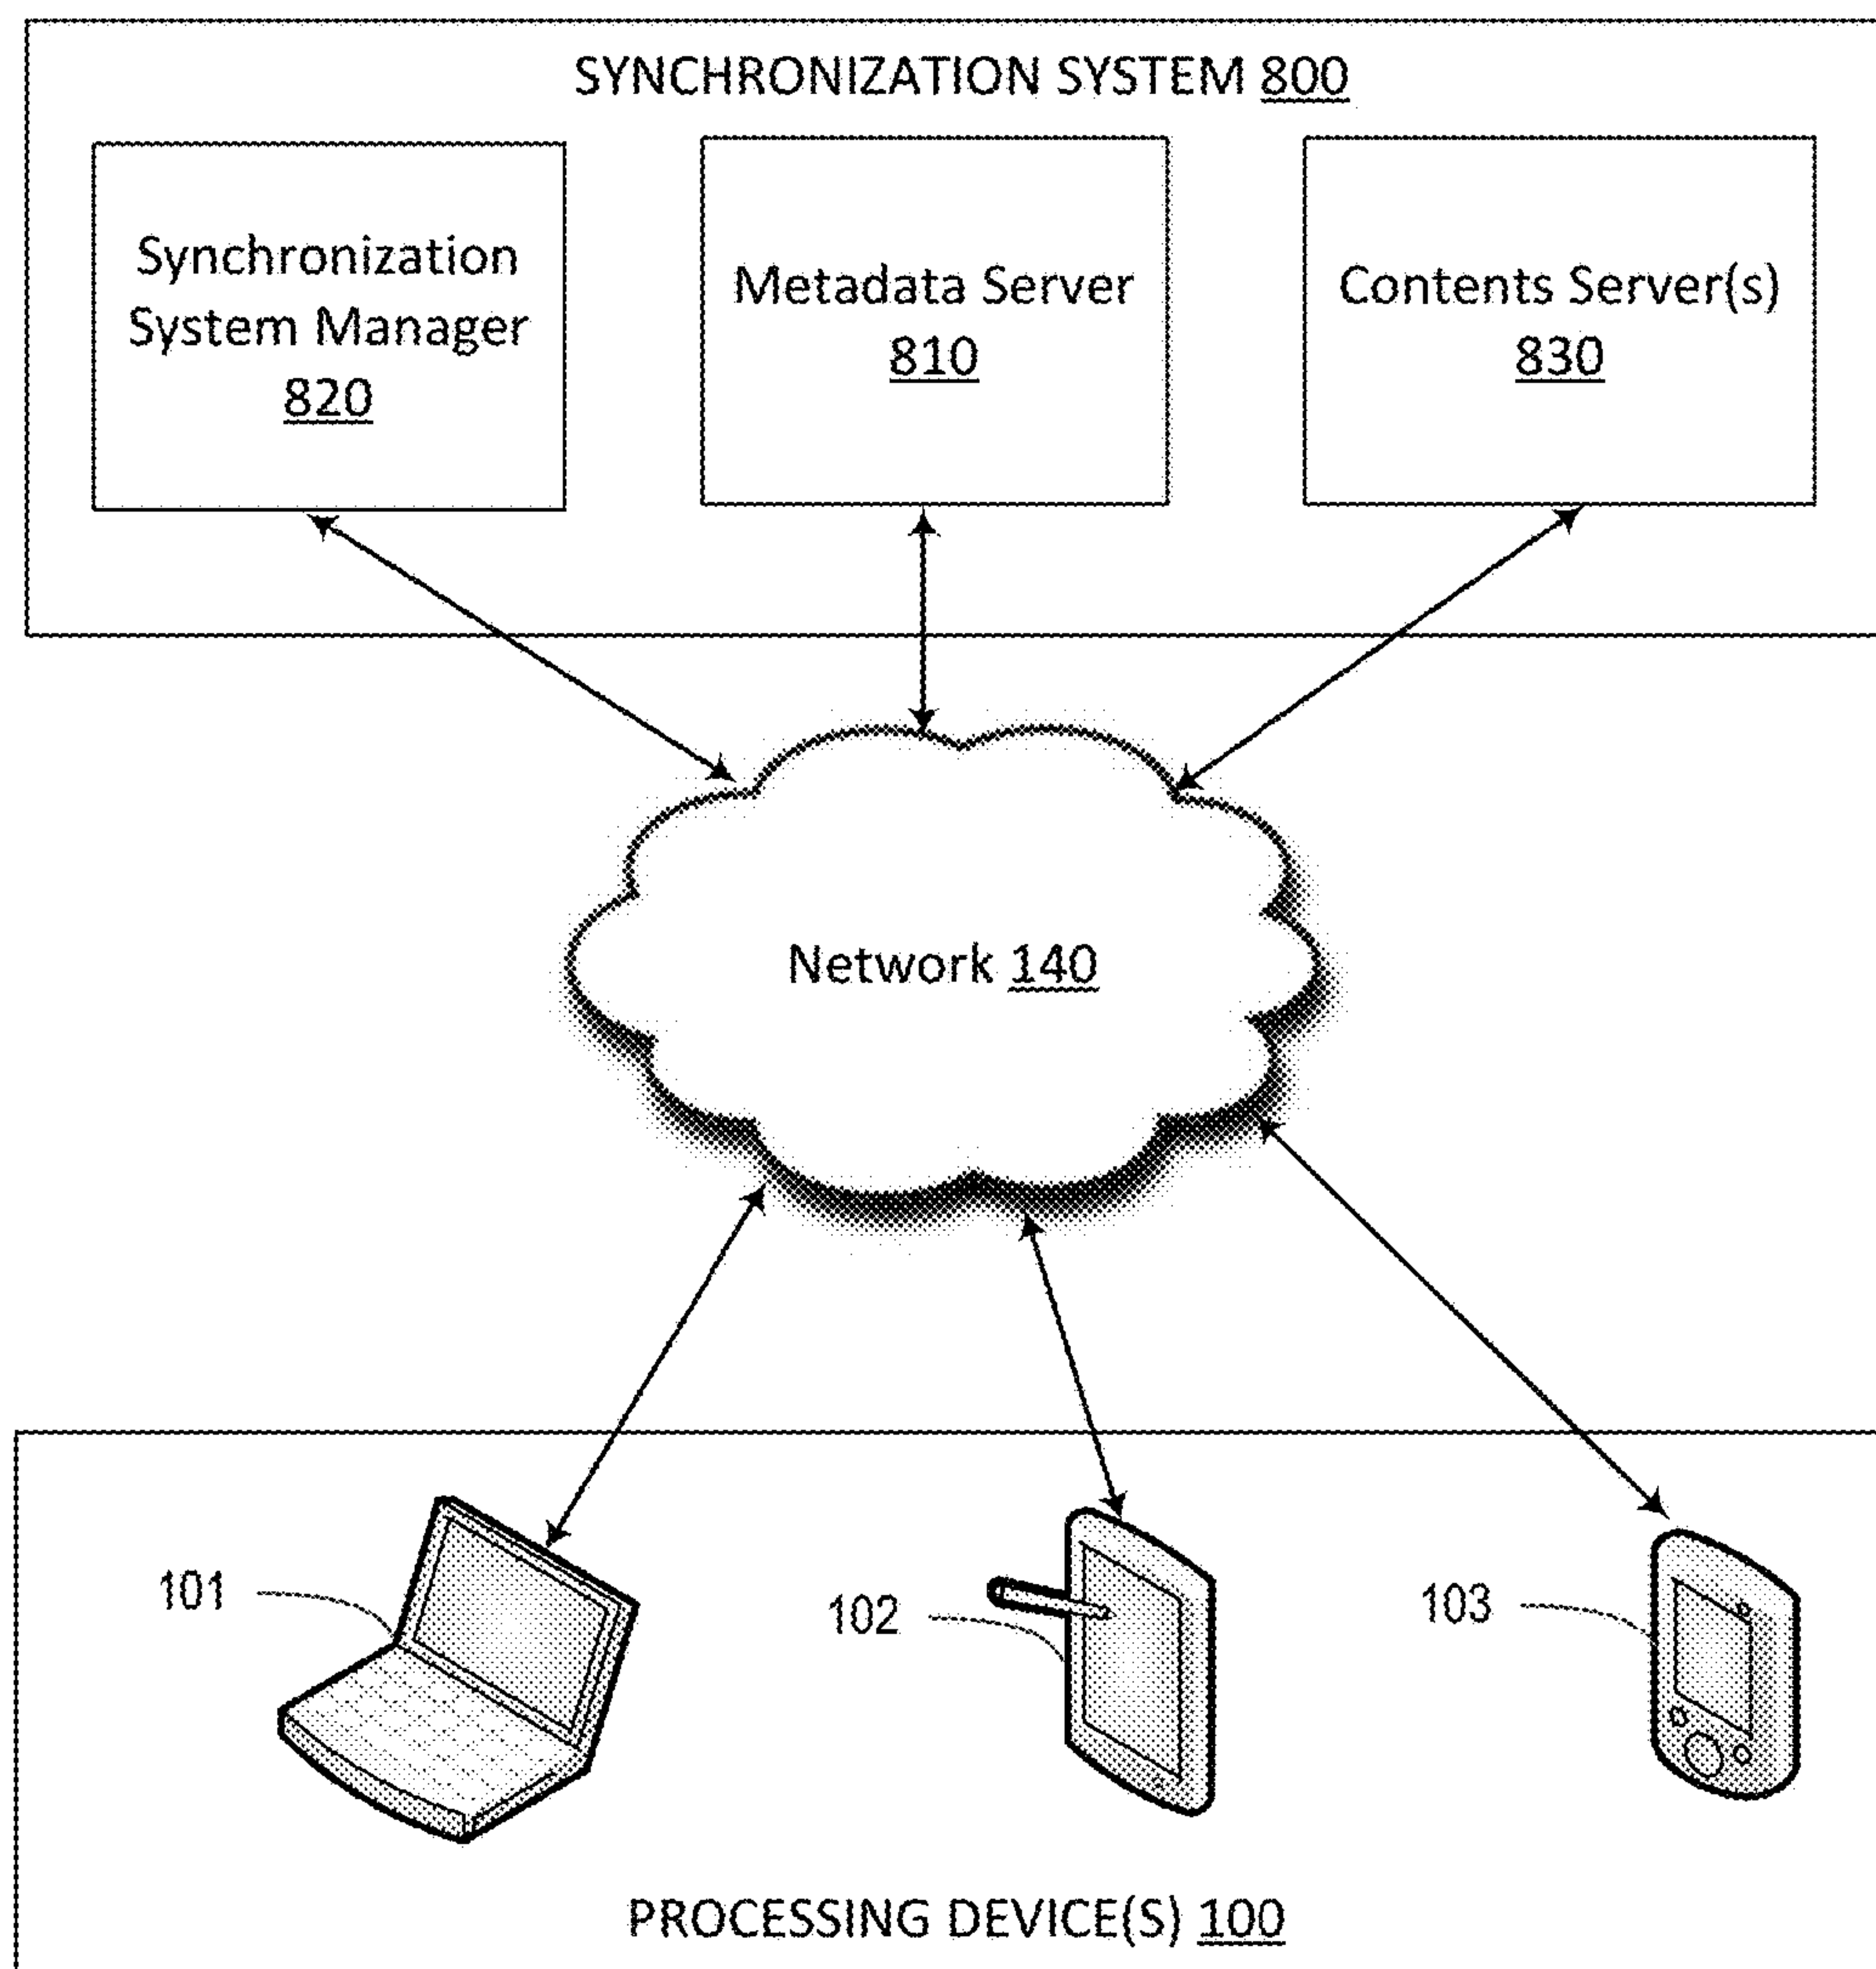 SYNCHRONIZATION SYSTEM 800
Synchronization
System Manager
820
Metadata Server
810
Contents Server(s)
830
Network 140
101
102
103
PROCESSING DEVICE(S) 100